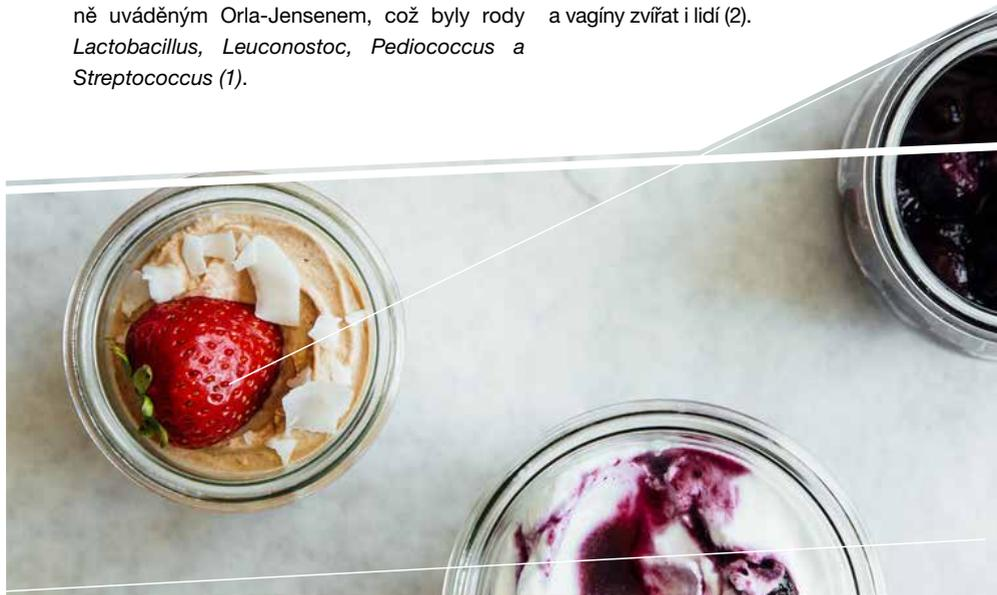 ně uváděným Orla-Jensenem, což byly rody
Lactobacillus, Leuconostoc, Pediococcus a
Streptococcus (1).
a vagíny zvířat i lidí (2).